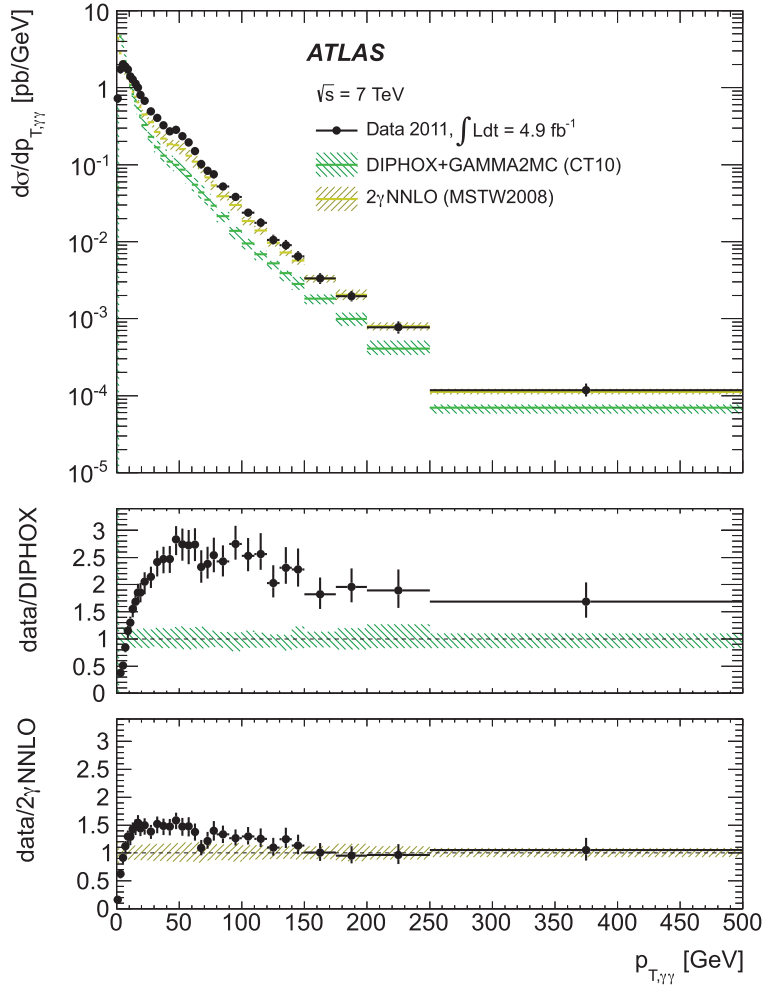 dσ/dp_{T,γγ} [pb/GeV]
ATLAS
√s = 7 TeV
Data 2011, ∫ Ldt = 4.9 fb⁻¹
DIPHOX+GAMMA2MC (CT10)
2γNNLO (MSTW2008)
1
10⁻¹
10⁻²
10⁻³
10⁻⁴
10⁻⁵
data/DIPHOX
3
2.5
2
1.5
1
0.5
0
data/2γNNLO
3
2.5
2
1.5
1
0.5
0
0 50 100 150 200 250 300 350 400 450 500
p_{T,γγ} [GeV]